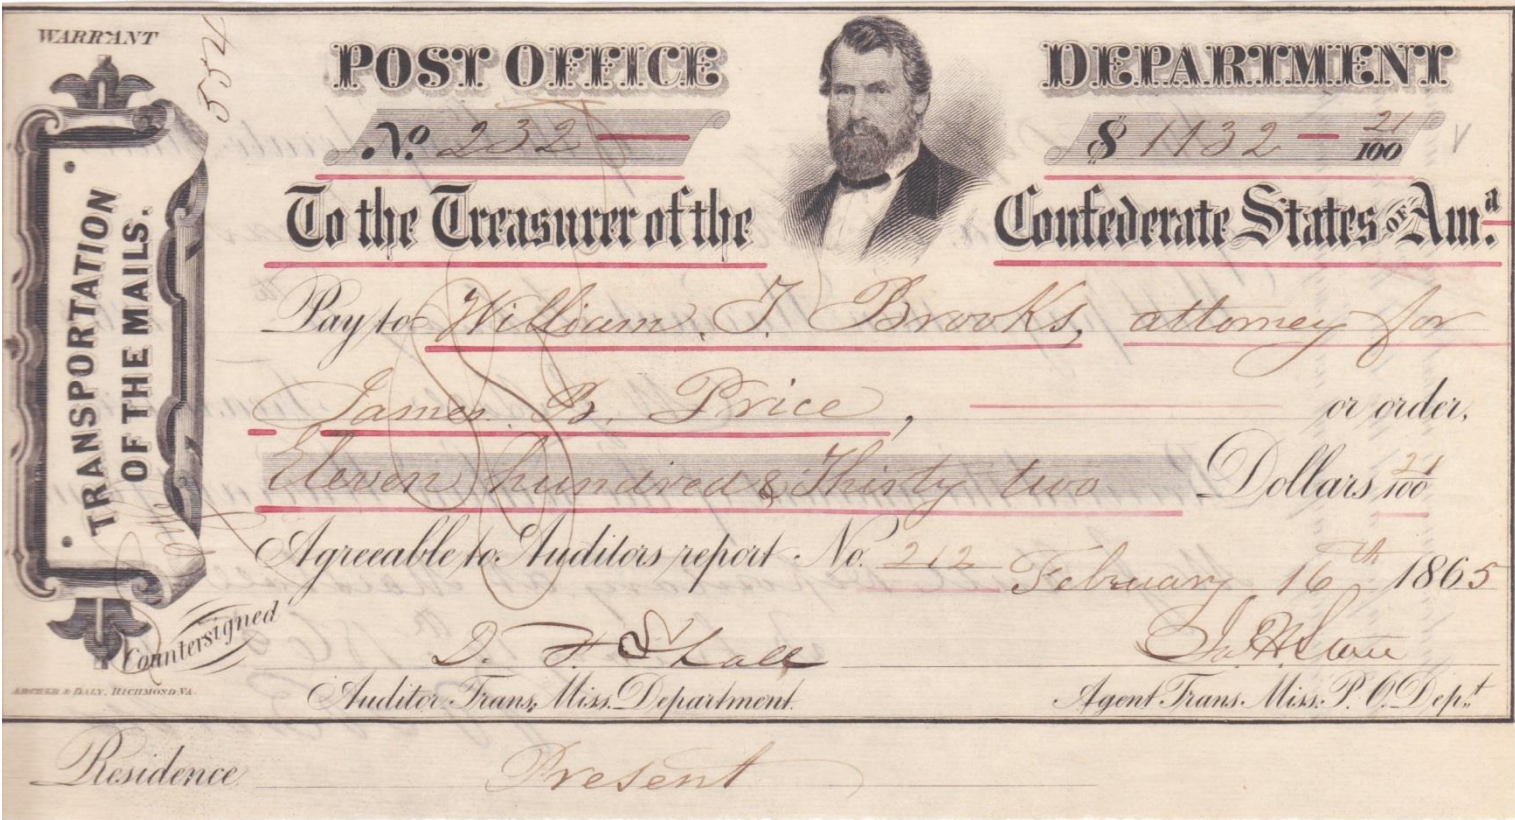 WARRANT
554
POST OFFICE DEPARTMENT
No. 232 $ 1132 21/100
To the Treasurer of the Confederate States of Am.a
TRANSPORTATION
OF THE MAILS.
Pay to William T. Brooks, attorney for
James B. Price, or order,
Eleven hundred & Thirty two Dollars 21/100
Agreeable to Auditors report No. 212 February 16th 1865
Countersigned
D. F. Shall
ARCHER & DALY, RICHMOND VA.
Auditor Trans. Miss. Department. Agent Trans. Miss. P. O. Dept.
Residence Present